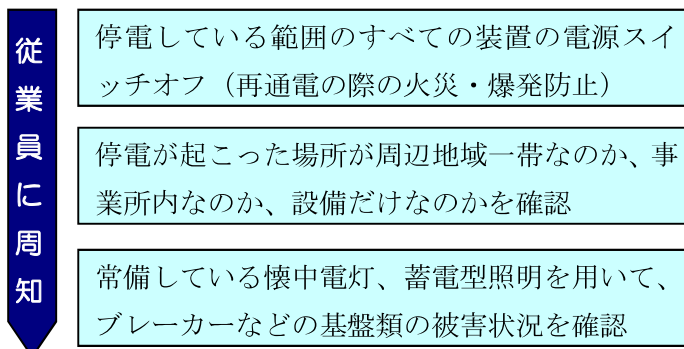 従業員に周知
停電している範囲のすべての装置の電源スイ
ッチオフ（再通電の際の火災・爆発防止）
停電が起こった場所が周辺地域一帯なのか、事
業所内なのか、設備だけなのかを確認
常備している懐中電灯、蓄電型照明を用いて、
ブレーカーなどの基盤類の被害状況を確認